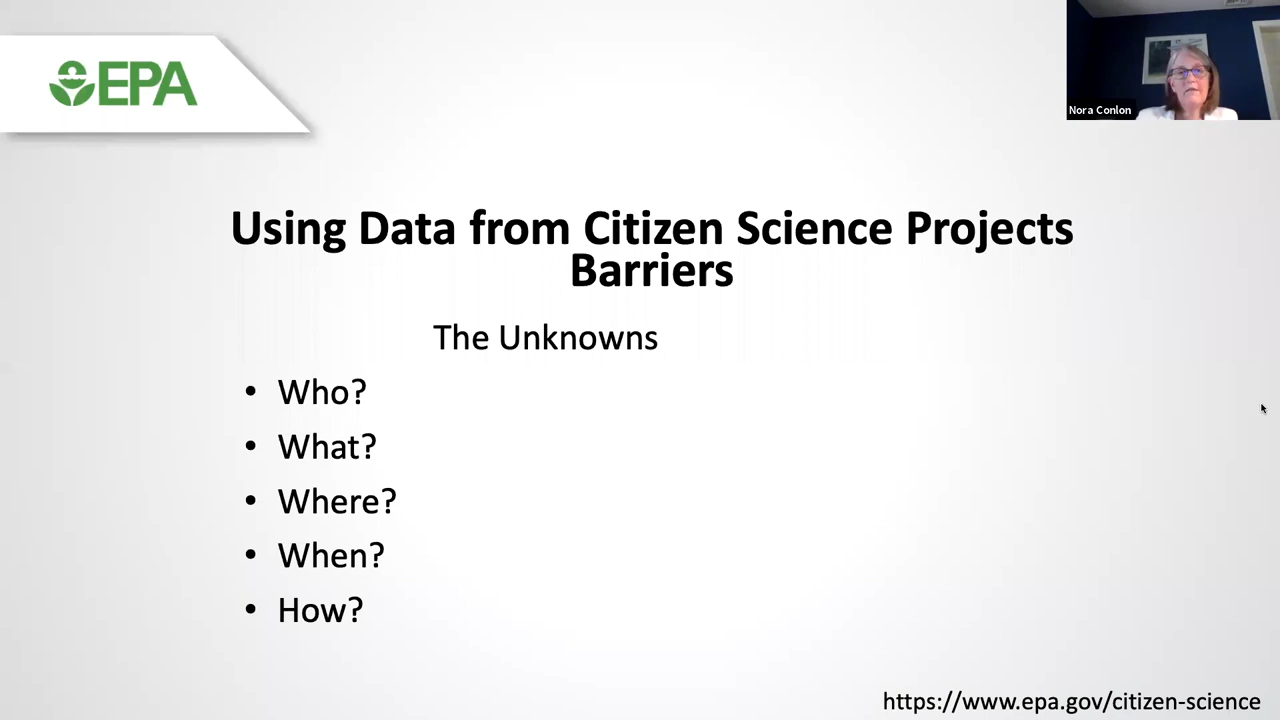 EPA
Nora Conlon
Using Data from Citizen Science Projects
Barriers
The Unknowns
• Who?
• What?
• Where?
• When?
• How?
https://www.epa.gov/citizen-science